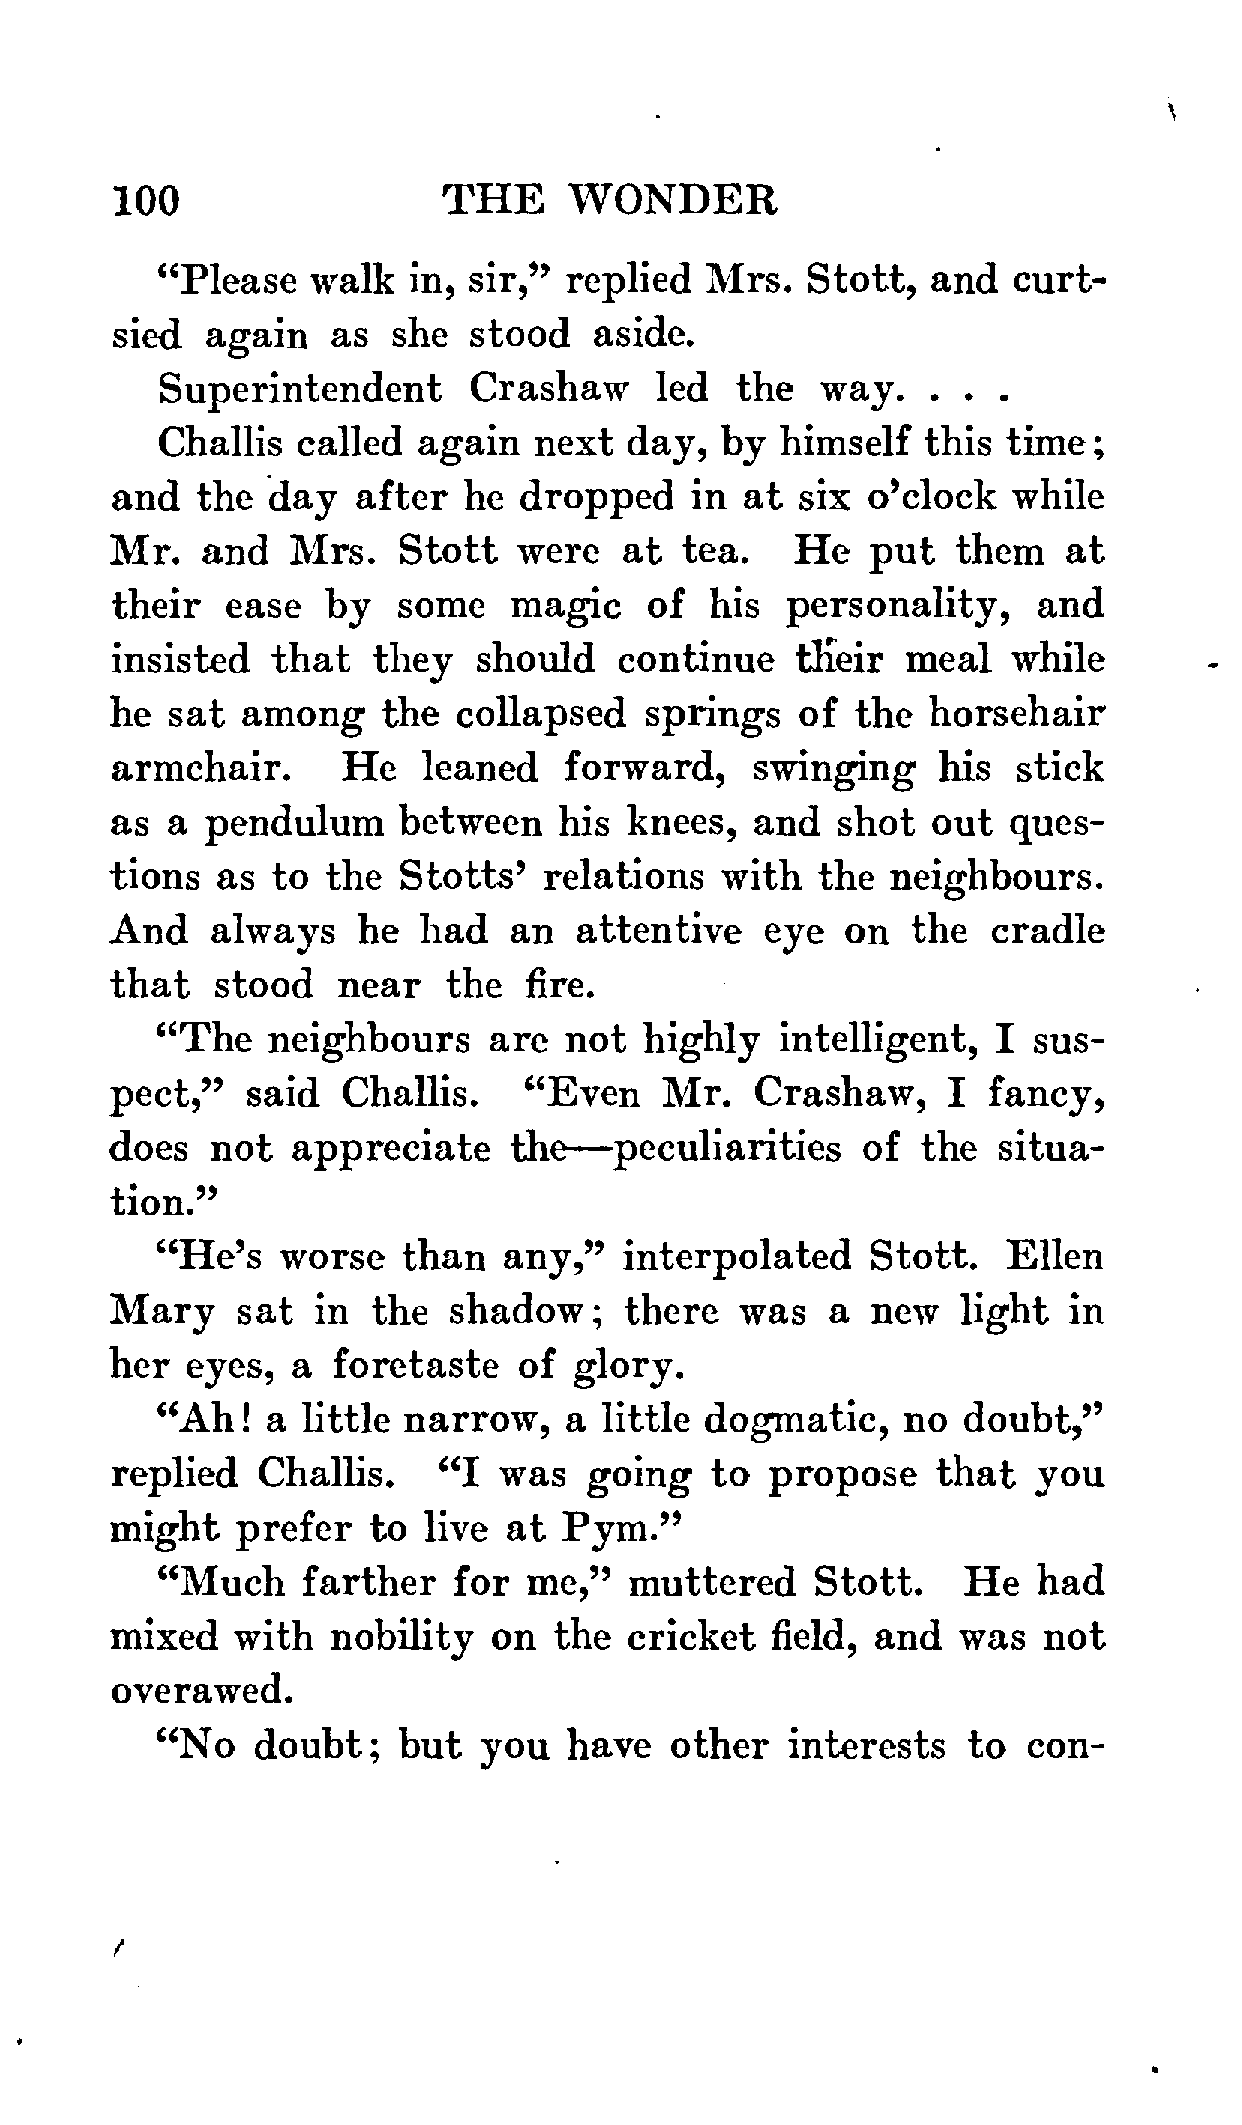 100 THE WONDER
“Please walk in, sir,” replied Mrs. Stott, and curt-
sied again as she stood aside.
Superintendent Crashaw led the way. . . .
Challis called again next day, by himself this time;
and the day after he dropped in at six o’clock while
Mr. and Mrs. Stott were at tea. He put them at
their ease by some magic of his personality, and
insisted that they should continue their meal while
he sat among the collapsed springs of the horsehair
armchair. He leaned forward, swinging his stick
as a pendulum between his knees, and shot out ques-
tions as to the Stotts’ relations with the neighbours.
And always he had an attentive eye on the cradle
that stood near the fire.
“The neighbours are not highly intelligent, I sus-
pect,” said Challis. “Even Mr. Crashaw, I fancy,
does not appreciate the—peculiarities of the situa-
tion.”
“He’s worse than any,” interpolated Stott. Ellen
Mary sat in the shadow; there was a new light in
her eyes, a foretaste of glory.
“Ah! a little narrow, a little dogmatic, no doubt,”
replied Challis. “I was going to propose that you
might prefer to live at Pym.”
“Much farther for me,” muttered Stott. He had
mixed with nobility on the cricket field, and was not
overawed.
“No doubt; but you have other interests to con-